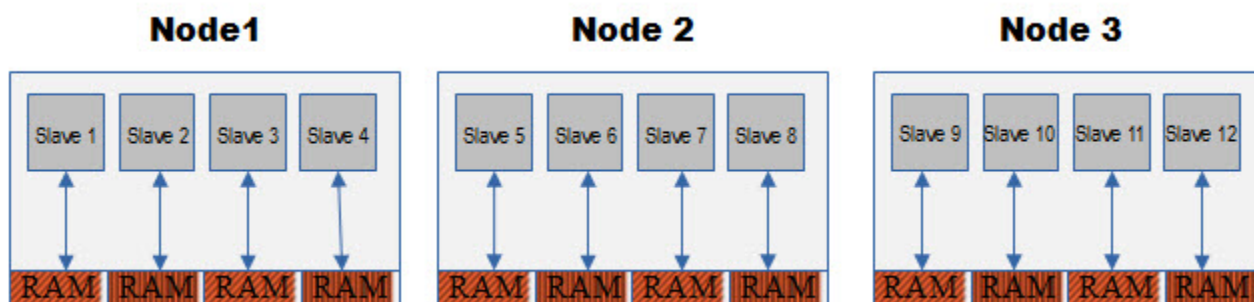 Node1 Node 2 Node 3
Slave 1 Slave 2 Slave 3 Slave 4 Slave 5 Slave 6 Slave 7 Slave 8 Slave 9 Slave 10 Slave 11 Slave 12
RAM RAM RAM RAM RAM RAM RAM RAM RAM RAM RAM RAM